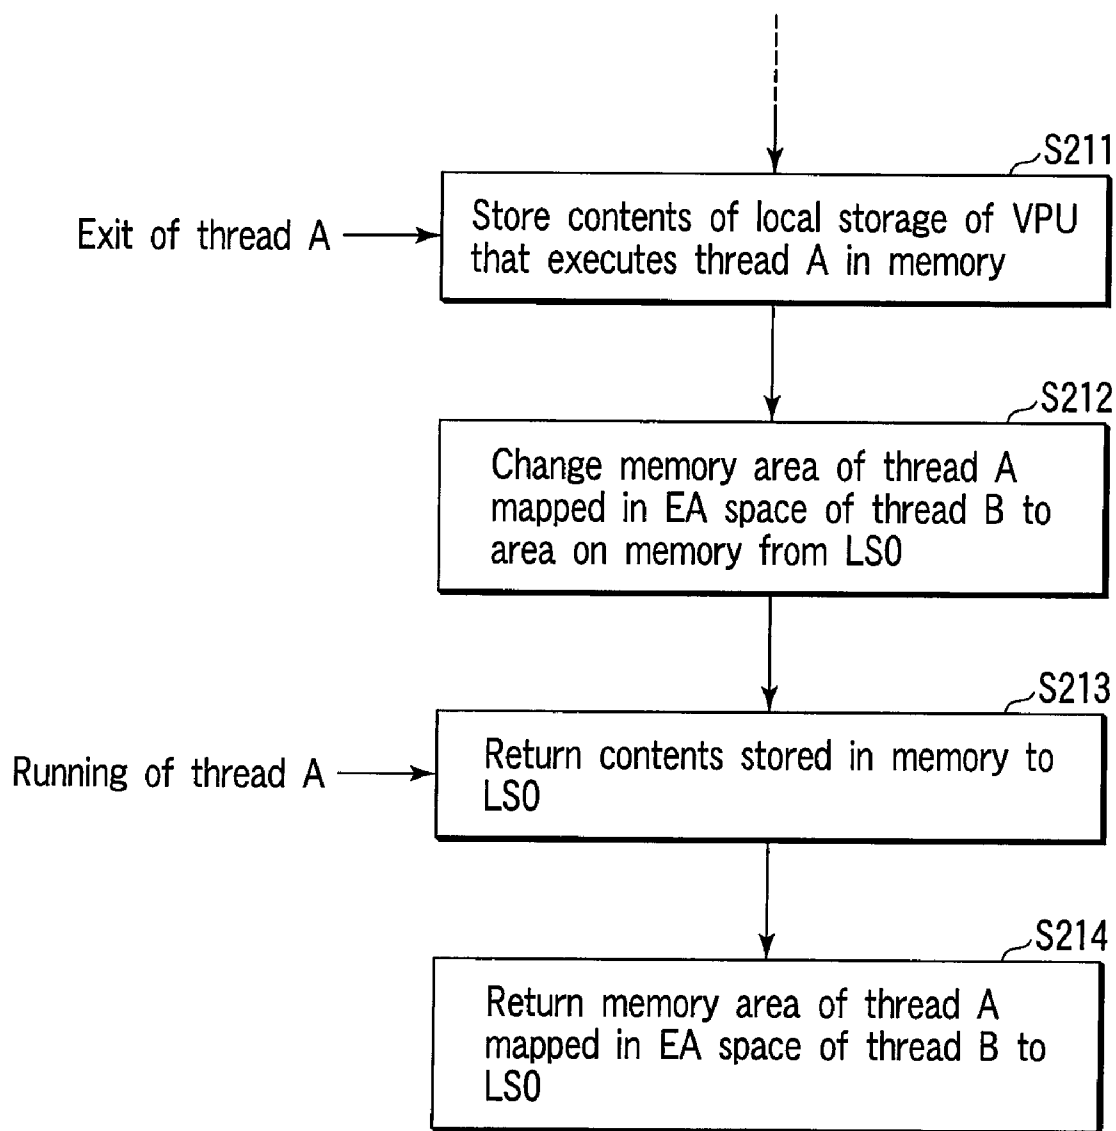 S211
Exit of thread A
Store contents of local storage of VPU
that executes thread A in memory
S212
Change memory area of thread A
mapped in EA space of thread B to
area on memory from LS0
S213
Running of thread A
Return contents stored in memory to
LS0
S214
Return memory area of thread A
mapped in EA space of thread B to
LS0